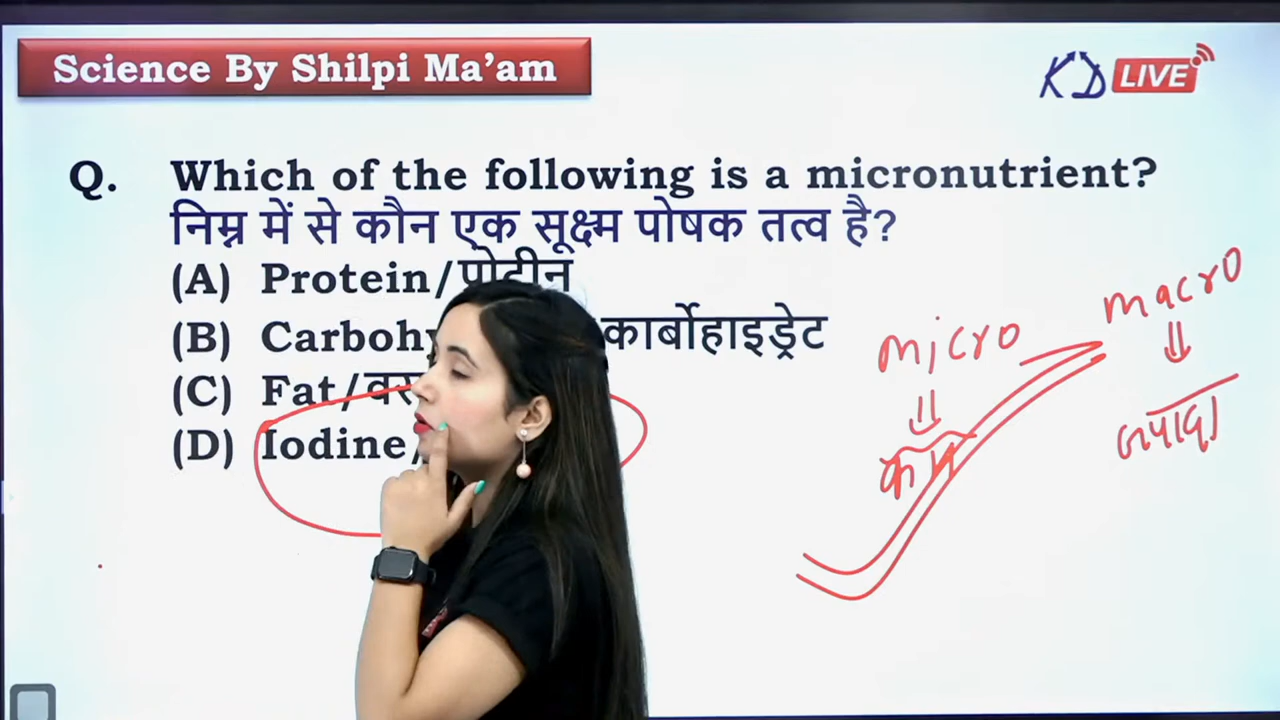 Science By Shilpi Ma'am
KD LIVE
Q. Which of the following is a micronutrient?
निम्न में से कौन एक सूक्ष्म पोषक तत्व है?
(A) Protein/प्रोटीन
(B) कार्बोहाइड्रेट
(C) Fat/
(D) Iodine/
micro
कम
macro
ज्यादा